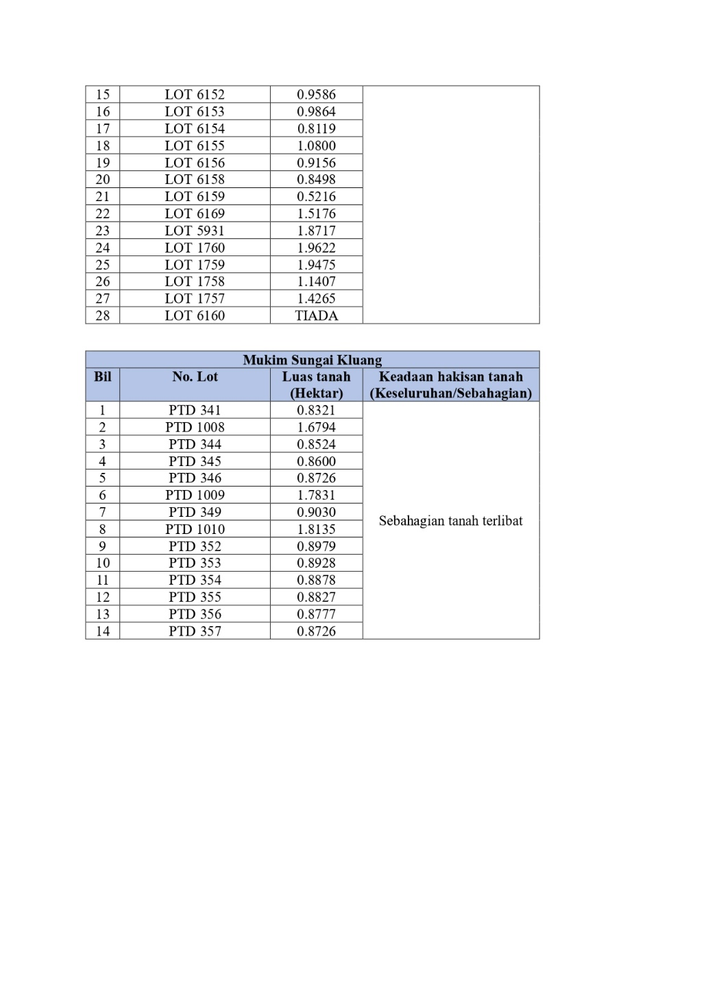 15 LOT 6152 0.9586
16 LOT 6153 0.9864
17 LOT 6154 0.8119
18 LOT 6155 1.0800
19 LOT 6156 0.9156
20 LOT 6158 0.8498
21 LOT 6159 0.5216
22 LOT 6169 1.5176
23 LOT 5931 1.8717
24 LOT 1760 1.9622
25 LOT 1759 1.9475
26 LOT 1758 1.1407
27 LOT 1757 1.4265
28 LOT 6160 TIADA
Mukim Sungai Kluang
Bil No. Lot Luas tanah Keadaan hakisan tanah
(Hektar) (Keseluruhan/Sebahagian)
1 PTD 341 0.8321
2 PTD 1008 1.6794
3 PTD 344 0.8524
4 PTD 345 0.8600
5 PTD 346 0.8726
6 PTD 1009 1.7831
7 PTD 349 0.9030
Sebahagian tanah terlibat
8 PTD 1010 1.8135
9 PTD 352 0.8979
10 PTD 353 0.8928
11 PTD 354 0.8878
12 PTD 355 0.8827
13 PTD 356 0.8777
14 PTD 357 0.8726